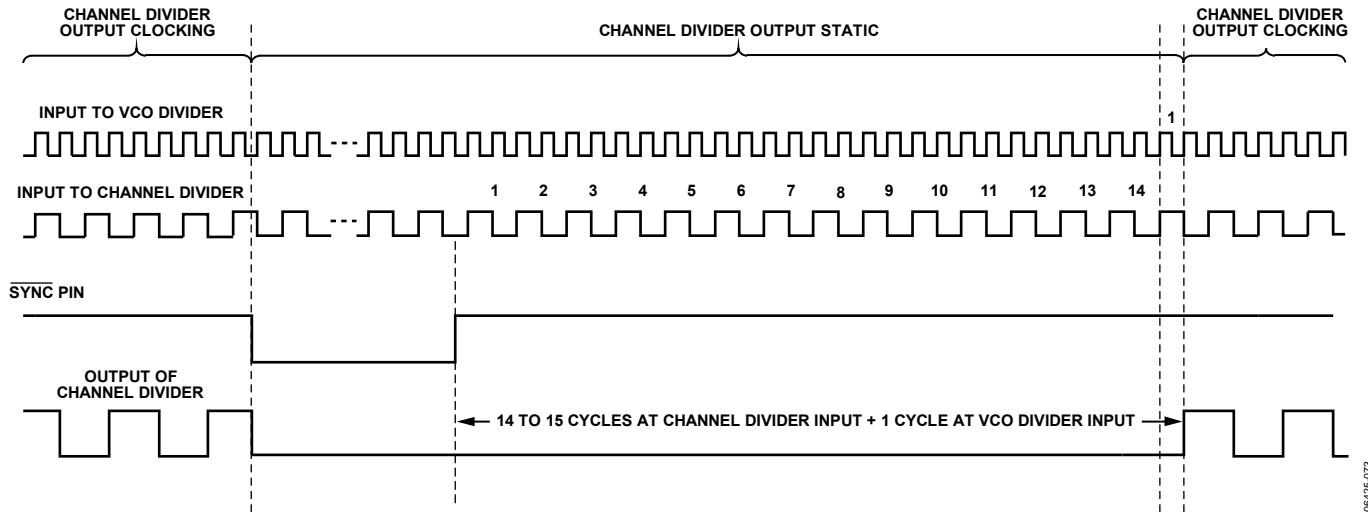 CHANNEL DIVIDER
OUTPUT CLOCKING
CHANNEL DIVIDER OUTPUT STATIC
CHANNEL DIVIDER
OUTPUT CLOCKING
INPUT TO VCO DIVIDER
1
INPUT TO CHANNEL DIVIDER
1 2 3 4 5 6 7 8 9 10 11 12 13 14
SYNC PIN
OUTPUT OF
CHANNEL DIVIDER
14 TO 15 CYCLES AT CHANNEL DIVIDER INPUT + 1 CYCLE AT VCO DIVIDER INPUT
06425-073